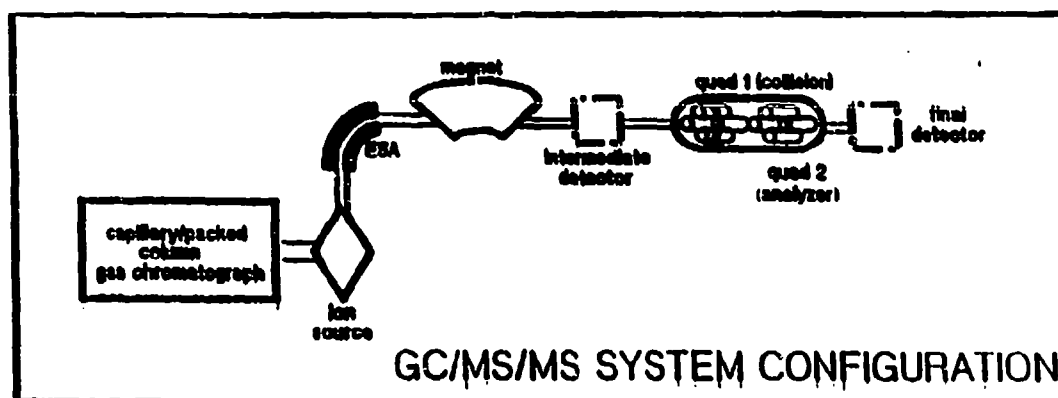 magnet
quad 1 (collision)
ESA
final
detector
intermediate
detector
quad 2
(analyzer)
capillary/packed
column
gas chromatograph
ion
source
GC/MS/MS SYSTEM CONFIGURATION